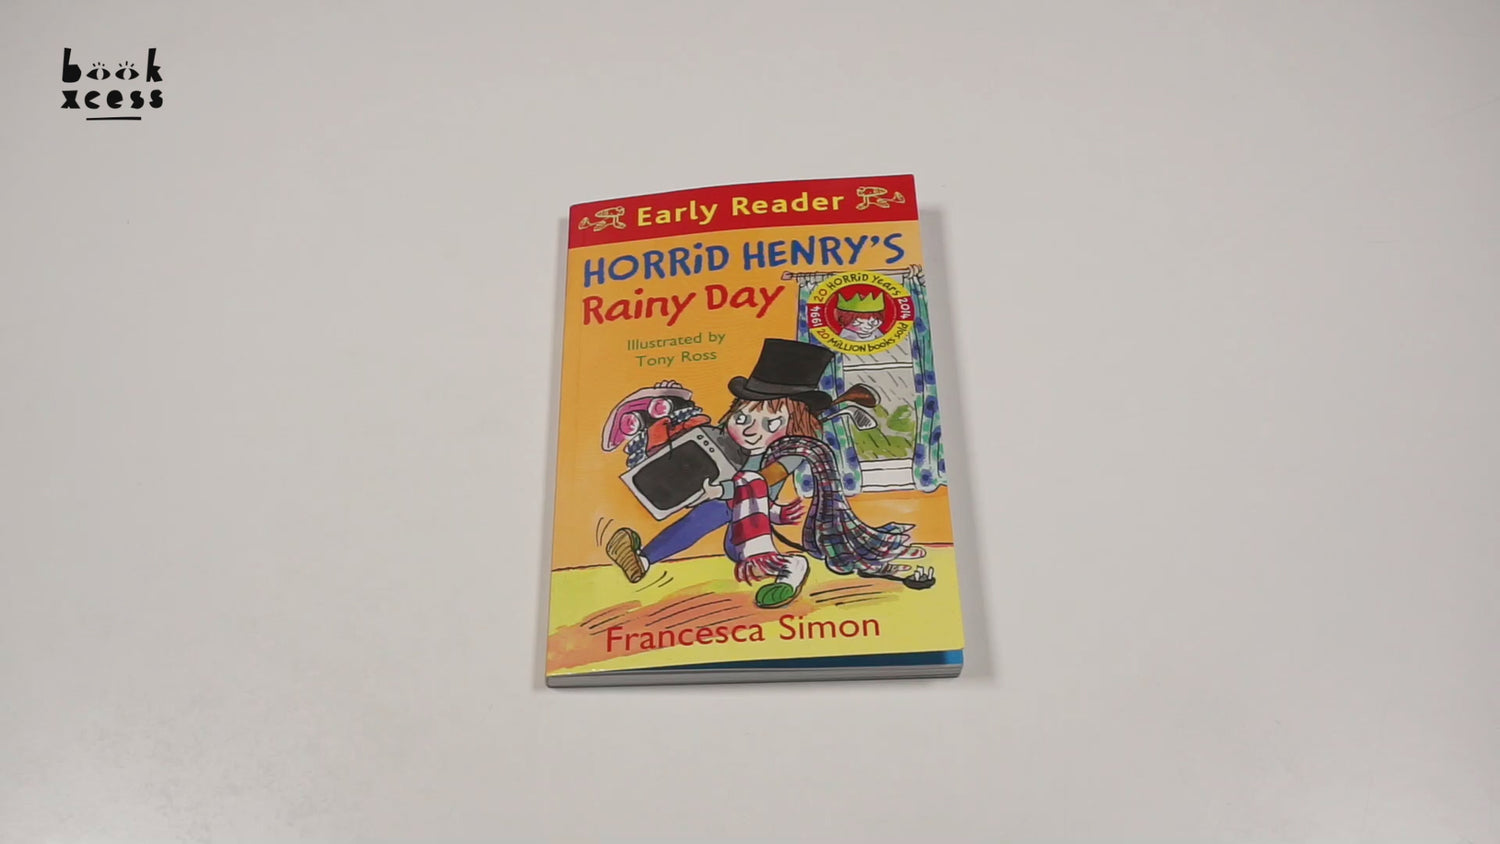 book
xcess
Early Reader
HORRiD HENRY'S
Rainy Day
20 HORRiD Years
1994
2014
20 MiLLiON books sold
Illustrated by
Tony Ross
Francesca Simon